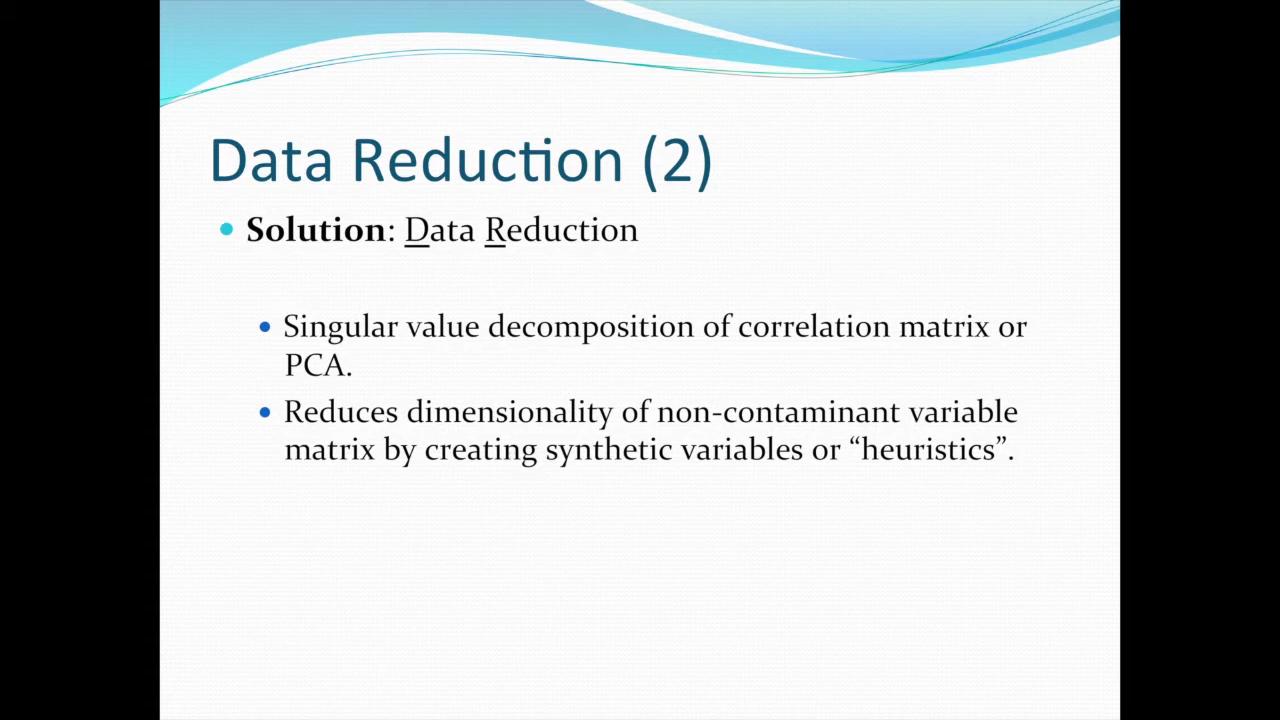 Data Reduction (2)
Solution: Data Reduction
Singular value decomposition of correlation matrix or
PCA.
Reduces dimensionality of non-contaminant variable
matrix by creating synthetic variables or “heuristics”.